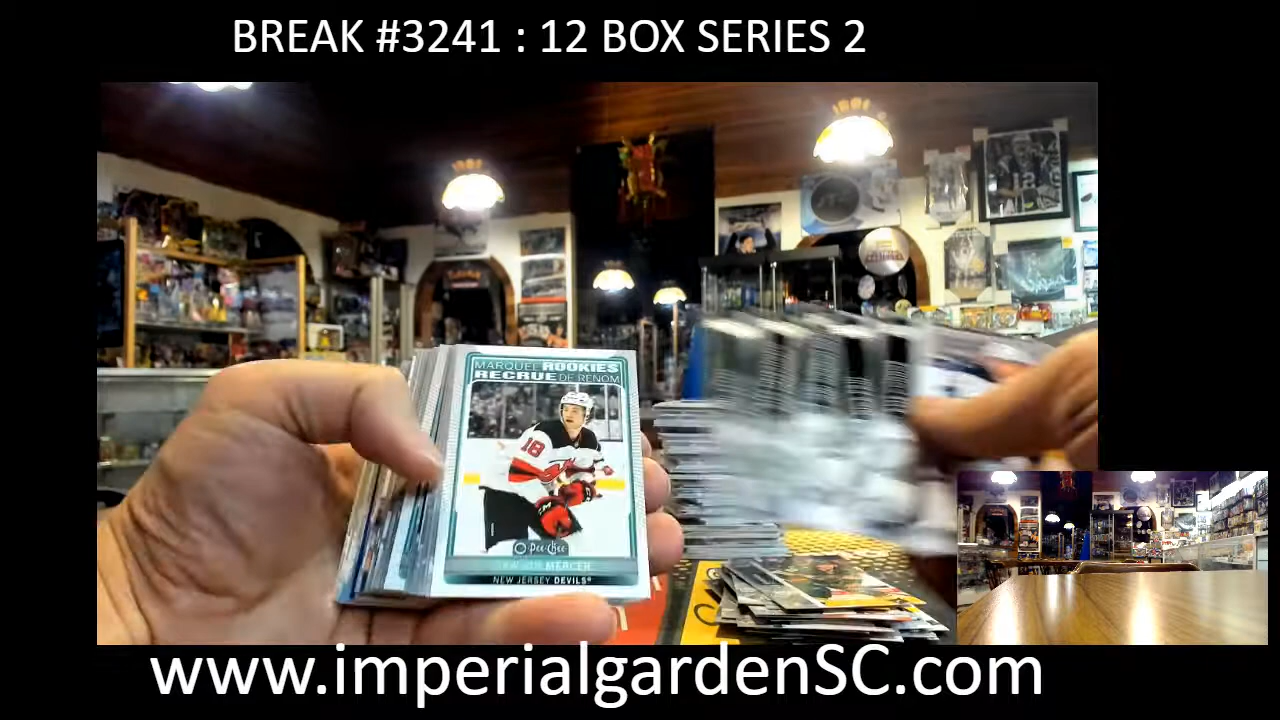 BREAK #3241 : 12 BOX SERIES 2
MARQUEE ROOKIES
RECRUE DE RENOM
18
O-Pee-Chee
MERCER
NEW JERSEY DEVILS
12
www.imperialgardenSC.com